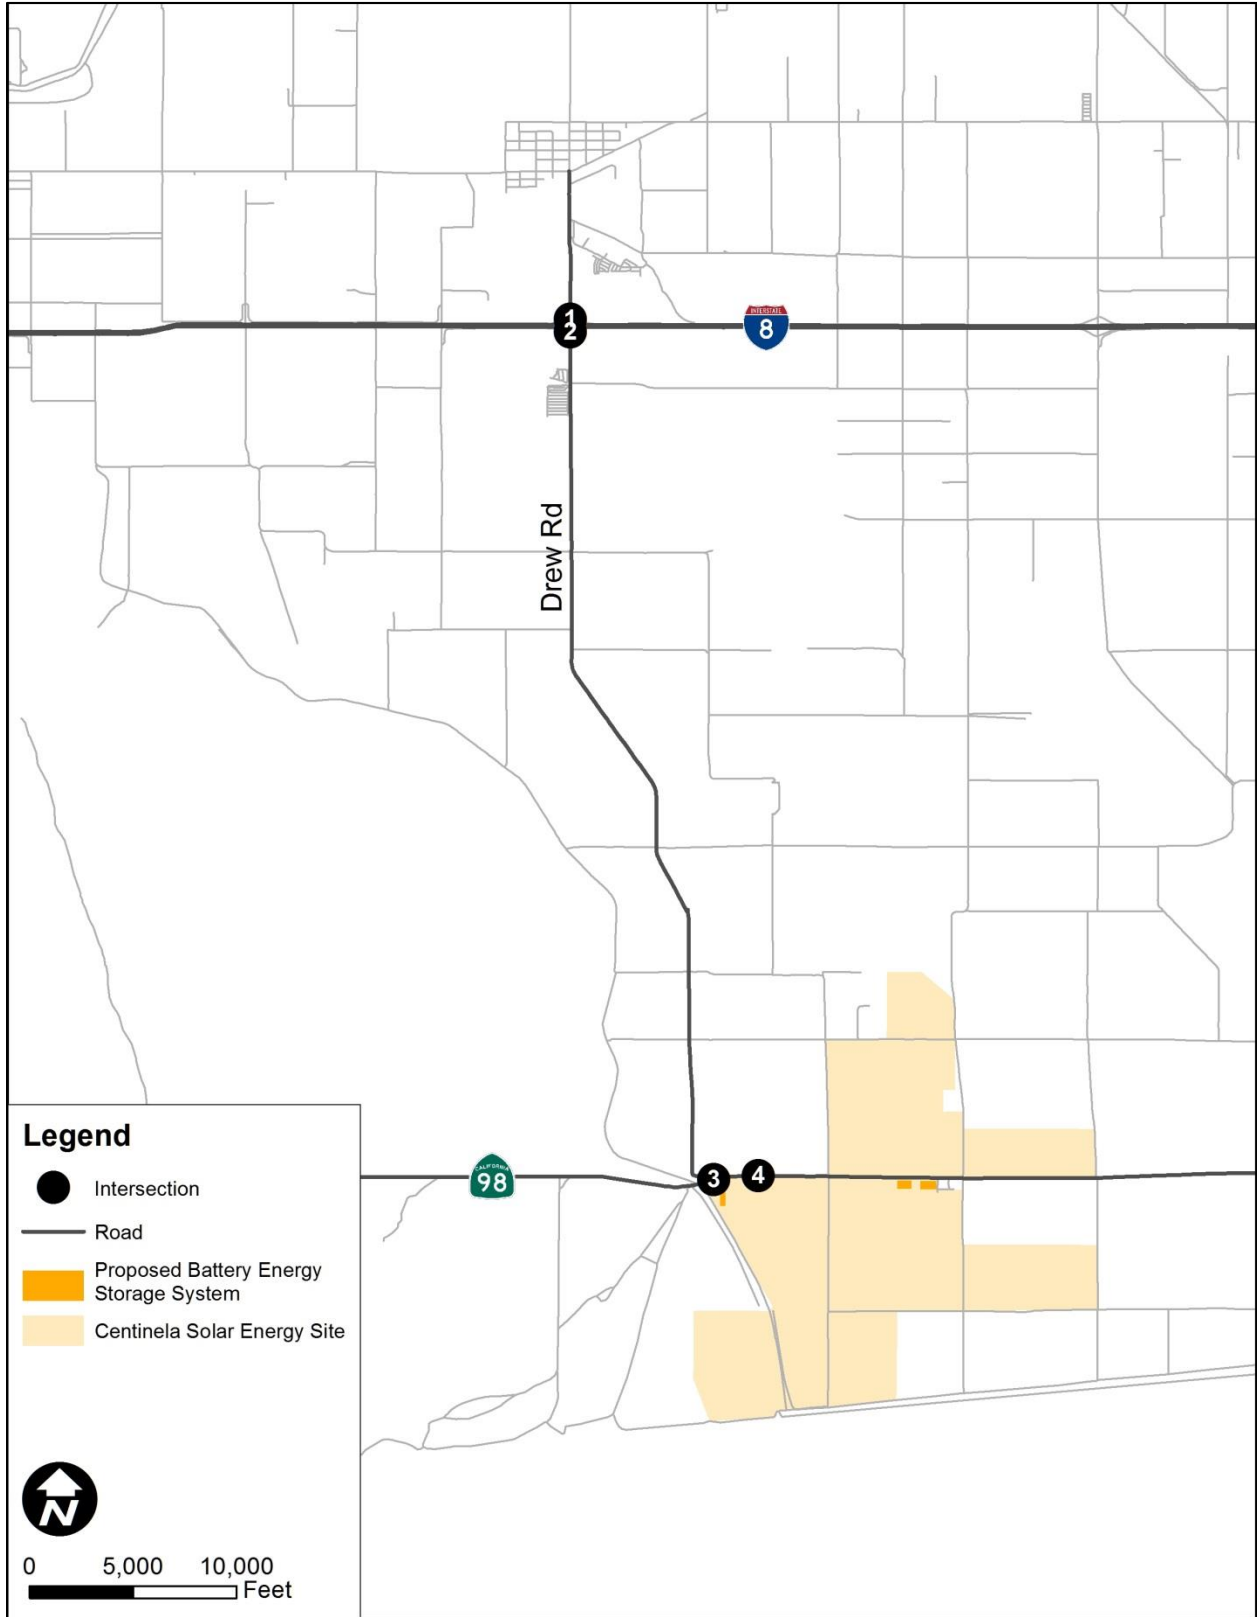 1
2
INTERSTATE
8
Drew Rd
3
4
CALIFORNIA
98
Legend
Intersection
Road
Proposed Battery Energy
Storage System
Centinela Solar Energy Site
N
0 5,000 10,000
Feet